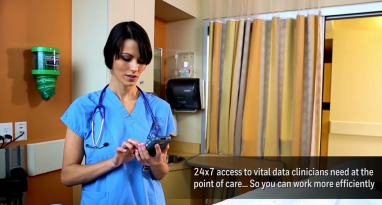 24x7 access to vital data clinicians need at the
point of care... So you can work more efficiently